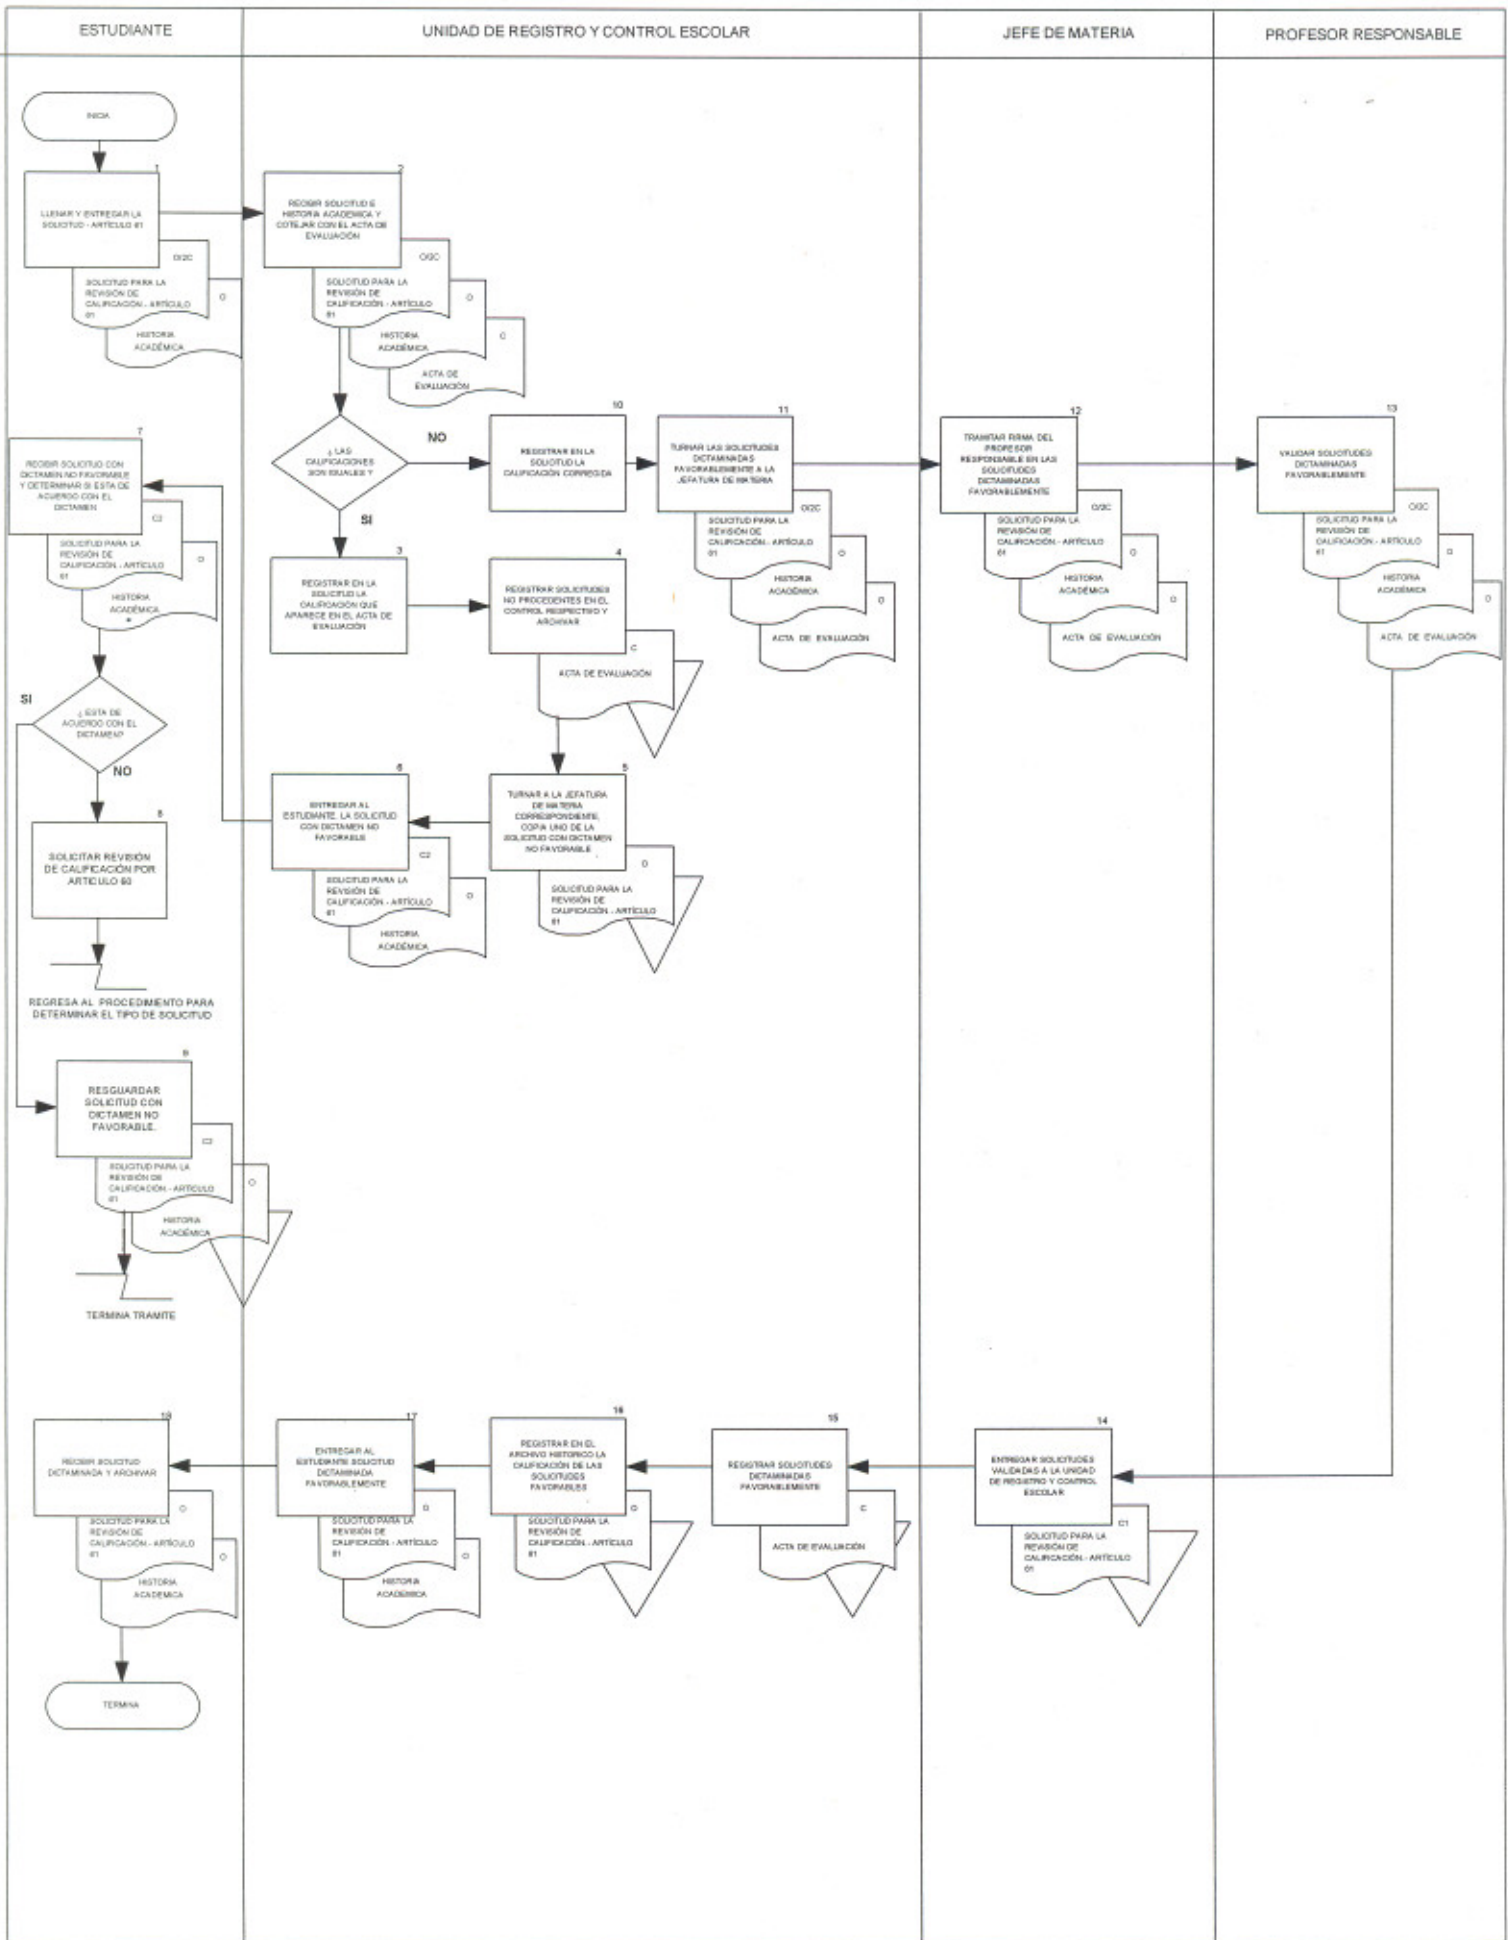 ESTUDIANTE
UNIDAD DE REGISTRO Y CONTROL ESCOLAR
JEFE DE MATERIA
PROFESOR RESPONSABLE
INICIA
1
LLENAR Y ENTREGAR LA
SOLICITUD - ARTÍCULO 61
O/2C
SOLICITUD PARA LA
REVISIÓN DE
CALIFICACIÓN.- ARTÍCULO
61
O
HISTORIA
ACADÉMICA
2
RECIBIR SOLICITUD E
HISTORIA ACADEMICA Y
COTEJAR CON EL ACTA DE
EVALUACIÓN
O/2C
SOLICITUD PARA LA
REVISIÓN DE
CALIFICACIÓN.- ARTÍCULO
61
O
HISTORIA
ACADÉMICA
C
ACTA DE
EVALUACIÓN
¿ LAS
CALIFICACIONES
SON IGUALES ?
NO
SI
10
REGISTRAR EN LA
SOLICITUD LA
CALIFICACIÓN CORREGIDA
11
TURNAR LAS SOLICITUDES
DICTAMINADAS
FAVORABLEMENTE A LA
JEFATURA DE MATERIA
O/2C
SOLICITUD PARA LA
REVISIÓN DE
CALIFICACIÓN.- ARTÍCULO
61
O
HISTORIA
ACADÉMICA
O
ACTA DE EVALUACIÓN
12
TRAMITAR FIRMA DEL
PROFESOR
RESPONSABLE EN LAS
SOLICITUDES
DICTAMINADAS
FAVORABLEMENTE
O/2C
SOLICITUD PARA LA
REVISIÓN DE
CALIFICACIÓN.- ARTÍCULO
61
O
HISTORIA
ACADÉMICA
O
ACTA DE EVALUACIÓN
13
VALIDAR SOLICITUDES
DICTAMINADAS
FAVORABLEMENTE
O/2C
SOLICITUD PARA LA
REVISIÓN DE
CALIFICACIÓN.- ARTÍCULO
61
O
HISTORIA
ACADÉMICA
O
ACTA DE EVALUACIÓN
7
RECIBIR SOLICITUD CON
DICTAMEN NO FAVORABLE
Y DETERMINAR SI ESTA DE
ACUERDO CON EL
DICTAMEN
C2
SOLICITUD PARA LA
REVISIÓN DE
CALIFICACIÓN.- ARTÍCULO
61
O
HISTORIA
ACADÉMICA
3
REGISTRAR EN LA
SOLICITUD LA
CALIFICACIÓN QUE
APARECE EN EL ACTA DE
EVALUACIÓN
4
REGISTRAR SOLICITUDES
NO PROCEDENTES EN EL
CONTROL RESPECTIVO Y
ARCHIVAR
C
ACTA DE EVALUACIÓN
SI
¿ ESTA DE
ACUERDO CON EL
DICTAMEN?
NO
6
ENTREGAR AL
ESTUDIANTE, LA SOLICITUD
CON DICTAMEN NO
FAVORABLE
C2
SOLICITUD PARA LA
REVISIÓN DE
CALIFICACIÓN.- ARTÍCULO
61
O
HISTORIA
ACADÉMICA
5
TURNAR A LA JEFATURA
DE MATERIA
CORRESPONDIENTE,
COPIA UNO DE LA
SOLICITUD CON DICTAMEN
NO FAVORABLE
O
SOLICITUD PARA LA
REVISIÓN DE
CALIFICACIÓN.- ARTÍCULO
61
8
SOLICITAR REVISIÓN
DE CALIFICACIÓN POR
ARTICULO 60
REGRESA AL PROCEDIMIENTO PARA
DETERMINAR EL TIPO DE SOLICITUD
9
RESGUARDAR
SOLICITUD CON
DICTAMEN NO
FAVORABLE.
C2
SOLICITUD PARA LA
REVISIÓN DE
CALIFICACIÓN.- ARTÍCULO
61
O
HISTORIA
ACADÉMICA
TERMINA TRAMITE
18
RECIBIR SOLICITUD
DICTAMINADA Y ARCHIVAR
O
SOLICITUD PARA LA
REVISIÓN DE
CALIFICACIÓN.- ARTÍCULO
61
O
HISTORIA
ACADEMICA
17
ENTREGAR AL
ESTUDIANTE SOLICITUD
DICTAMINADA
FAVORABLEMENTE
O
SOLICITUD PARA LA
REVISIÓN DE
CALIFICACIÓN.- ARTÍCULO
61
O
HISTORIA
ACADEMICA
16
REGISTRAR EN EL
ARCHIVO HISTORICO LA
CALIFICACIÓN DE LAS
SOLICITUDES
FAVORABLES
O
SOLICITUD PARA LA
REVISIÓN DE
CALIFICACIÓN.- ARTÍCULO
61
15
REGISTRAR SOLICITUDES
DICTAMINADAS
FAVORABLEMENTE
C
ACTA DE EVALUACIÓN
14
ENTREGAR SOLICITUDES
VALIDADAS A LA UNIDAD
DE REGISTRO Y CONTROL
ESCOLAR
C1
SOLICITUD PARA LA
REVISIÓN DE
CALIFICACIÓN.- ARTÍCULO
61
TERMINA